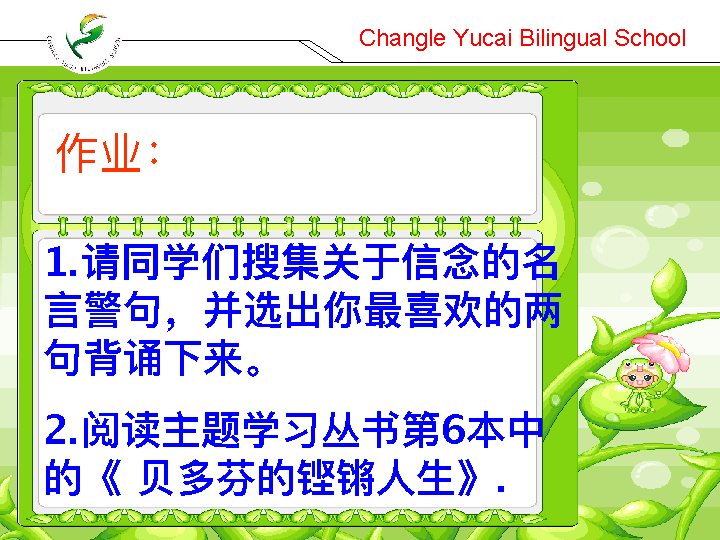 Changle Yucai Bilingual School
作业：
1.请同学们搜集关于信念的名
言警句，并选出你最喜欢的两
句背诵下来。
2.阅读主题学习丛书第6本中
的《 贝多芬的铿锵人生》.